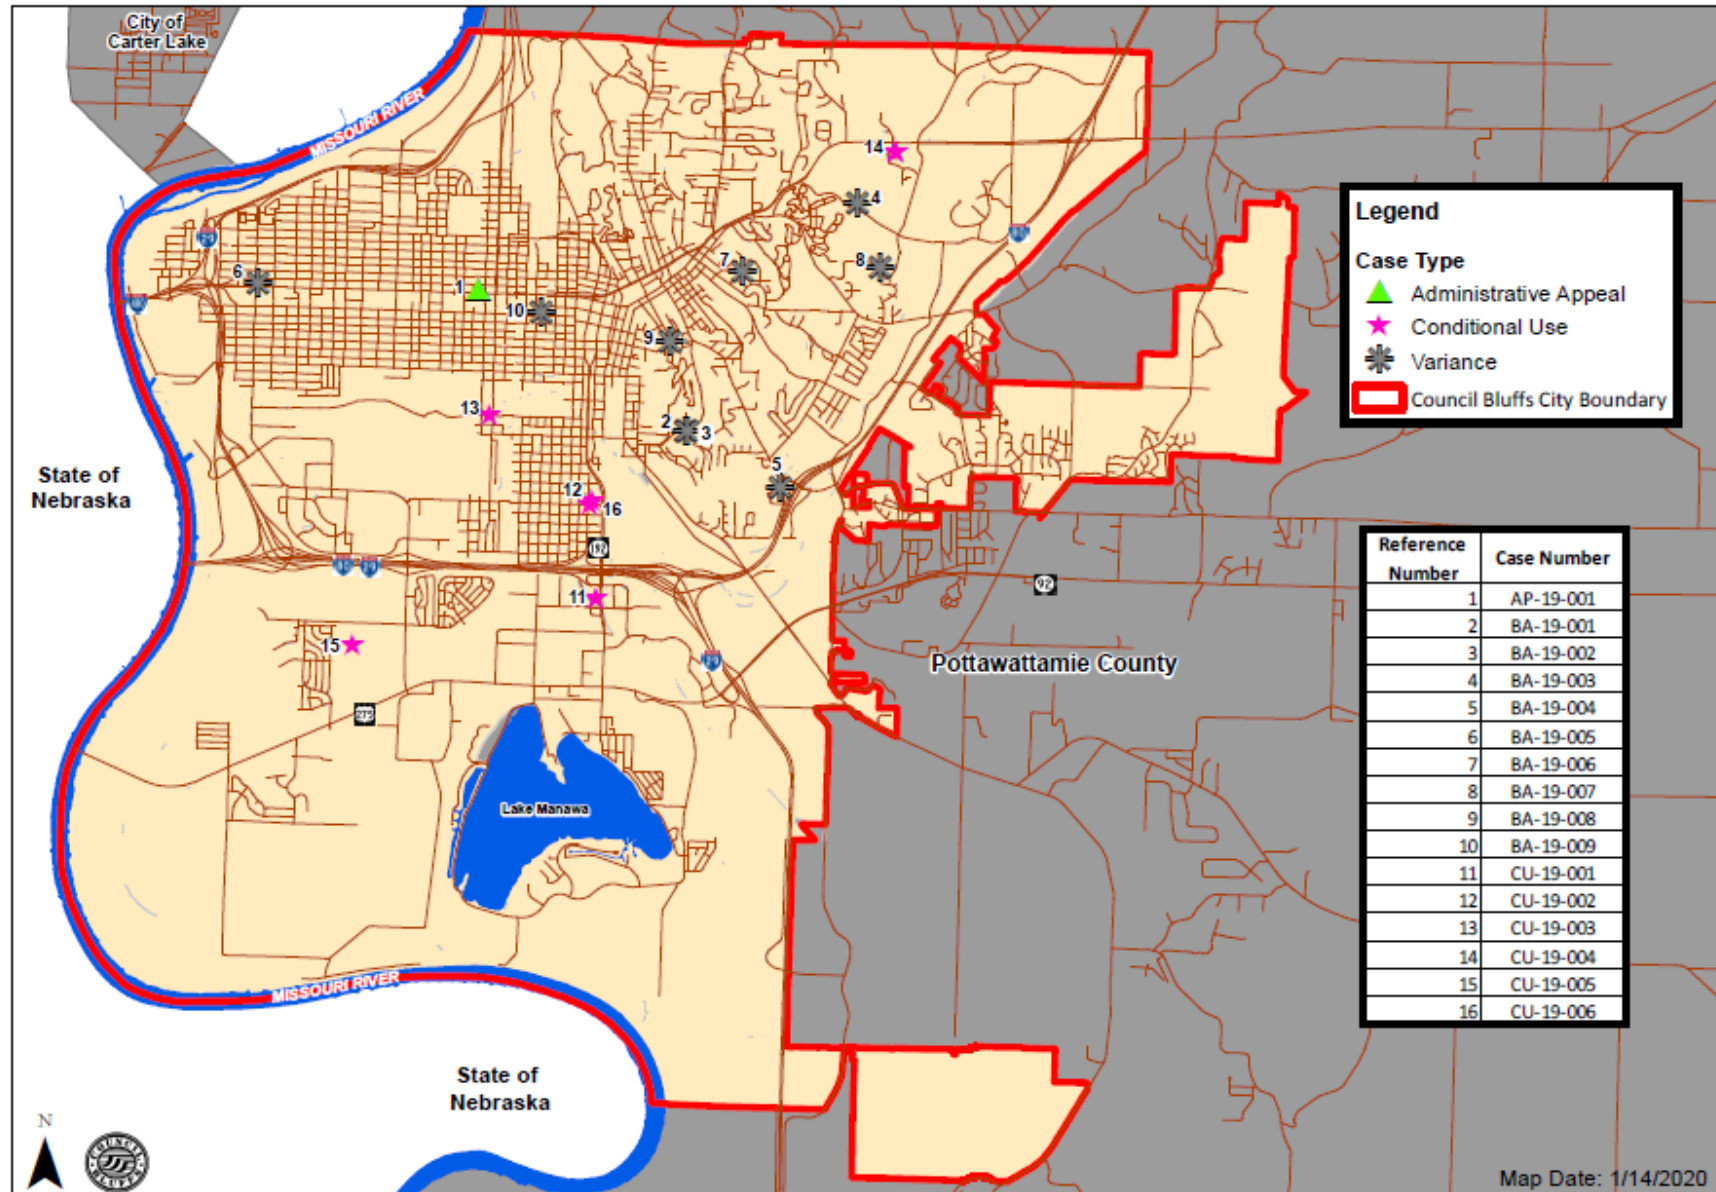 City of
Carter Lake
MISSOURI RIVER
14
4
7
8
6
1
10
9
13
2
3
5
12
16
192
11
15
State of
Nebraska
Legend
Case Type
Administrative Appeal
Conditional Use
Variance
Council Bluffs City Boundary
92
Pottawattamie County
275
Lake Manawa
MISSOURI RIVER
State of
Nebraska
Reference
Number
Case Number
1 AP-19-001
2 BA-19-001
3 BA-19-002
4 BA-19-003
5 BA-19-004
6 BA-19-005
7 BA-19-006
8 BA-19-007
9 BA-19-008
10 BA-19-009
11 CU-19-001
12 CU-19-002
13 CU-19-003
14 CU-19-004
15 CU-19-005
16 CU-19-006
N
COUNCIL
BLUFFS
Map Date: 1/14/2020